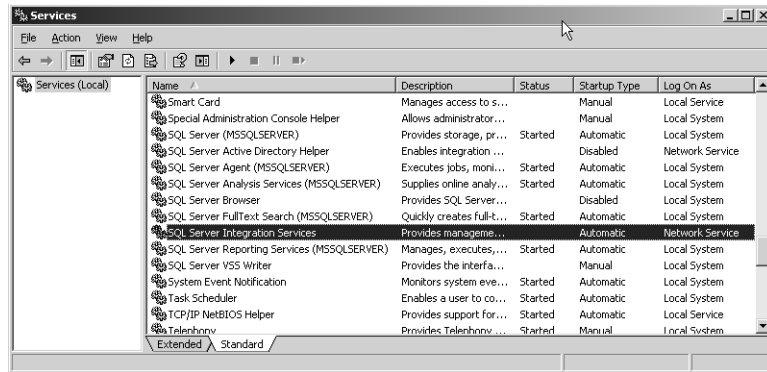 Services
File Action View Help
Services (Local)
Name Description Status Startup Type Log On As
Smart Card Manages access to s... Manual Local Service
Special Administration Console Helper Allows administrator... Manual Local System
SQL Server (MSSQLSERVER) Provides storage, pr... Started Automatic Local System
SQL Server Active Directory Helper Enables integration ... Disabled Network Service
SQL Server Agent (MSSQLSERVER) Executes jobs, moni... Started Automatic Local System
SQL Server Analysis Services (MSSQLSERVER) Supplies online analy... Started Automatic Local System
SQL Server Browser Provides SQL Server... Disabled Local System
SQL Server FullText Search (MSSQLSERVER) Quickly creates full-t... Started Automatic Local System
SQL Server Integration Services Provides manageme... Automatic Network Service
SQL Server Reporting Services (MSSQLSERVER) Manages, executes,... Started Automatic Local System
SQL Server VSS Writer Provides the interfa... Manual Local System
System Event Notification Monitors system eve... Started Automatic Local System
Task Scheduler Enables a user to co... Started Automatic Local System
TCP/IP NetBIOS Helper Provides support for... Started Automatic Local Service
Telephony Provides Telephony ... Started Manual Local System
Extended Standard